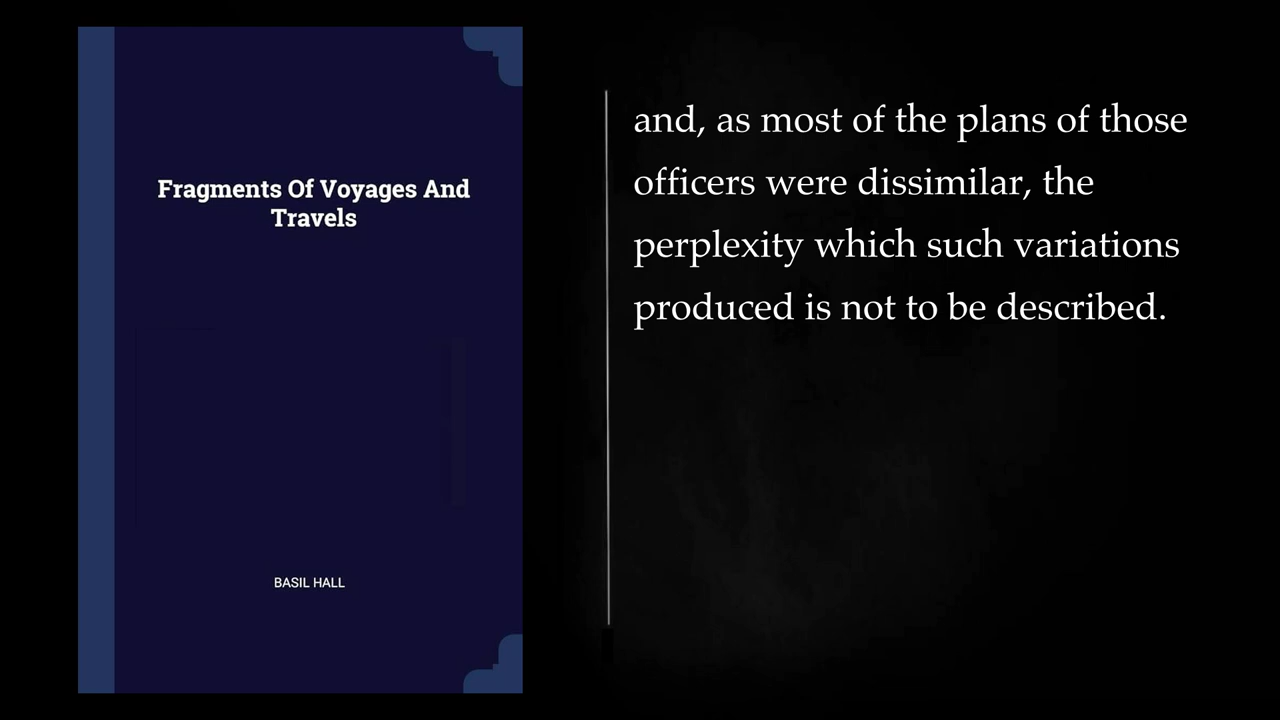 Fragments Of Voyages And
Travels
BASIL HALL
and, as most of the plans of those
officers were dissimilar, the
perplexity which such variations
produced is not to be described.